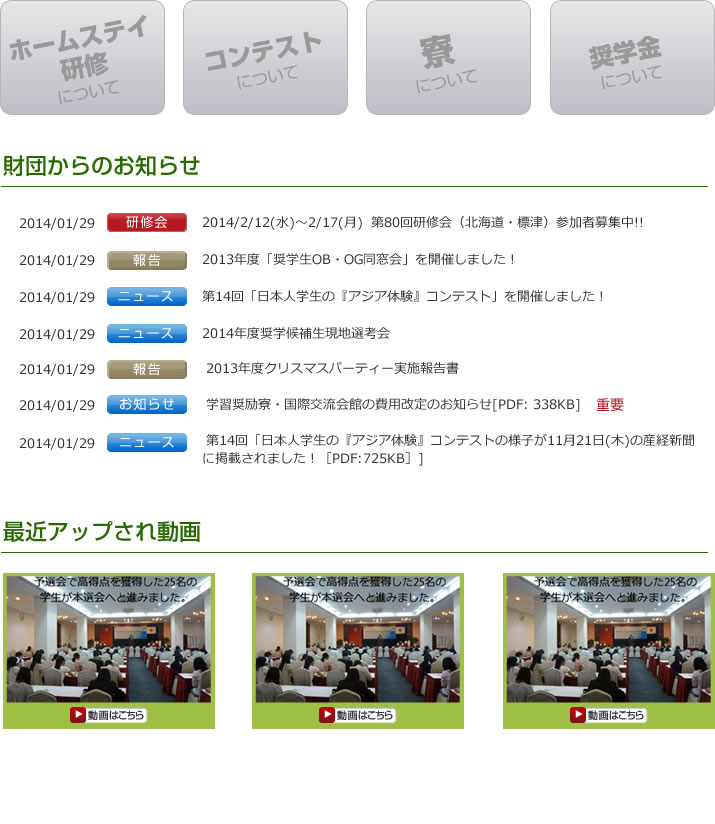 ホームステイ
研修
について
コンテスト
について
寮
について
奨学金
について
財団からのお知らせ
2014/01/29 研修会 2014/2/12(水)～2/17(月) 第80回研修会（北海道・標津）参加者募集中!!
2014/01/29 報告 2013年度「奨学生OB・OG同窓会」を開催しました！
2014/01/29 ニュース 第14回「日本人学生の『アジア体験』コンテスト」を開催しました！
2014/01/29 ニュース 2014年度奨学候補生現地選考会
2014/01/29 報告 2013年度クリスマスパーティー実施報告書
2014/01/29 お知らせ 学習奨励寮・国際交流会館の費用改定のお知らせ[PDF: 338KB] 重要
2014/01/29 ニュース 第14回「日本人学生の『アジア体験』コンテストの様子が11月21日(木)の産経新聞
に掲載されました！［PDF:725KB］]
最近アップされ動画
予選会で高得点を獲得した25名の
学生が本選会へと進みました。
動画はこちら
予選会で高得点を獲得した25名の
学生が本選会へと進みました。
動画はこちら
予選会で高得点を獲得した25名の
学生が本選会へと進みました。
動画はこちら